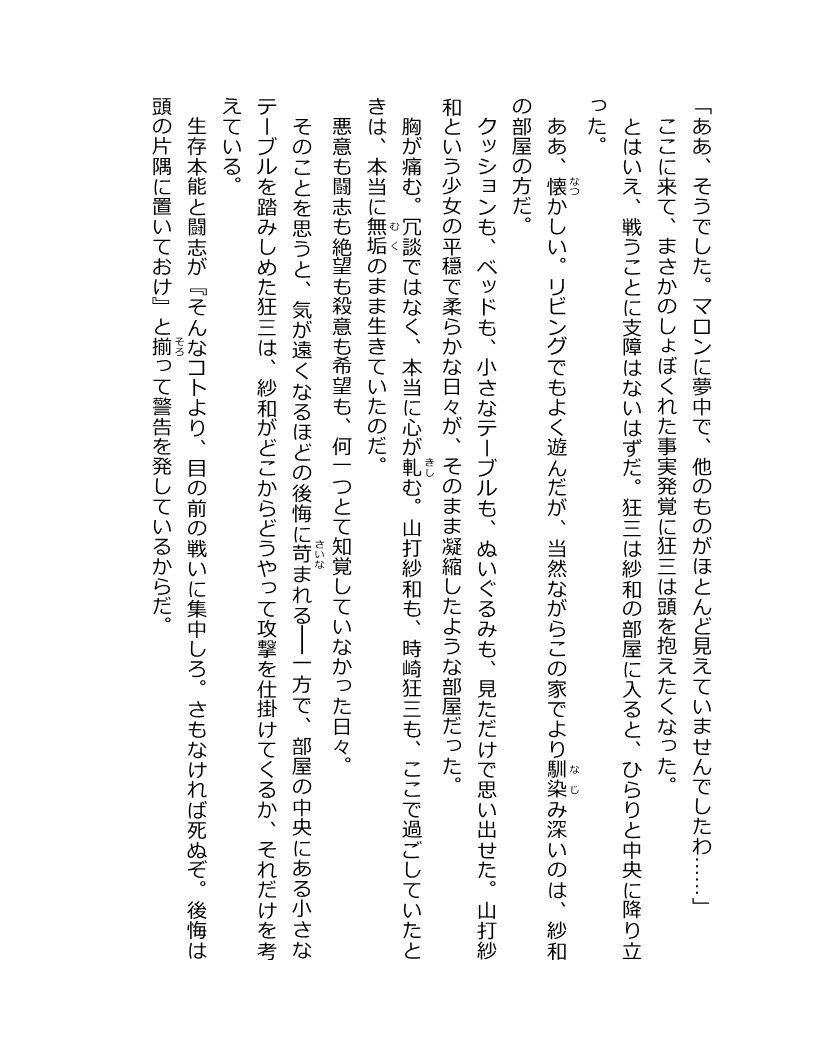 「ああ、そうでした。マロンに夢中で、他のものがほとんど見えていませんでしたわ……」
　ここに来て、まさかのしょぼくれた事実発覚に狂三は頭を抱えたくなった。
　とはいえ、戦うことに支障はないはずだ。狂三は紗和の部屋に入ると、ひらりと中央に降り立
った。
　ああ、懐かしい。リビングでもよく遊んだが、当然ながらこの家でより馴染み深いのは、紗和
の部屋の方だ。
　クッションも、ベッドも、小さなテーブルも、ぬいぐるみも、見ただけで思い出せた。山打紗
和という少女の平穏で柔らかな日々が、そのまま凝縮したような部屋だった。
　胸が痛む。冗談ではなく、本当に心が軋む。山打紗和も、時崎狂三も、ここで過ごしていたと
きは、本当に無垢のまま生きていたのだ。
　悪意も闘志も絶望も殺意も希望も、何一つとて知覚していなかった日々。
　そのことを思うと、気が遠くなるほどの後悔に苛まれる──一方で、部屋の中央にある小さな
テーブルを踏みしめた狂三は、紗和がどこからどうやって攻撃を仕掛けてくるか、それだけを考
えている。
　生存本能と闘志が『そんなコトより、目の前の戦いに集中しろ。さもなければ死ぬぞ。後悔は
頭の片隅に置いておけ』と揃って警告を発しているからだ。